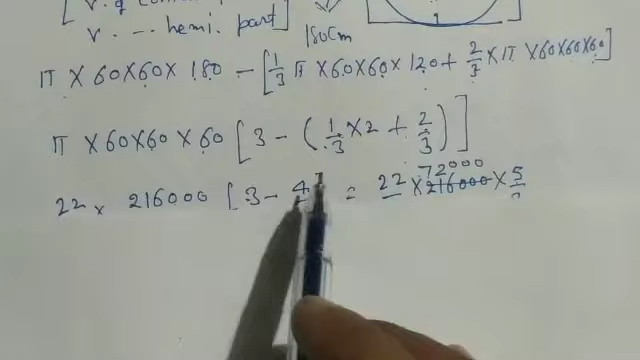 V. of
V. -- hemi. part]
180cm
π × 60×60× 180 - [1/3 π ×60×60× 120 + 2/3 × π ×60×60×60]
π ×60×60 × 60 [3 - (1/3 ×2 + 2/3)]
22 × 216000 [3 - 4 = 22 × 216000 × 5
72000